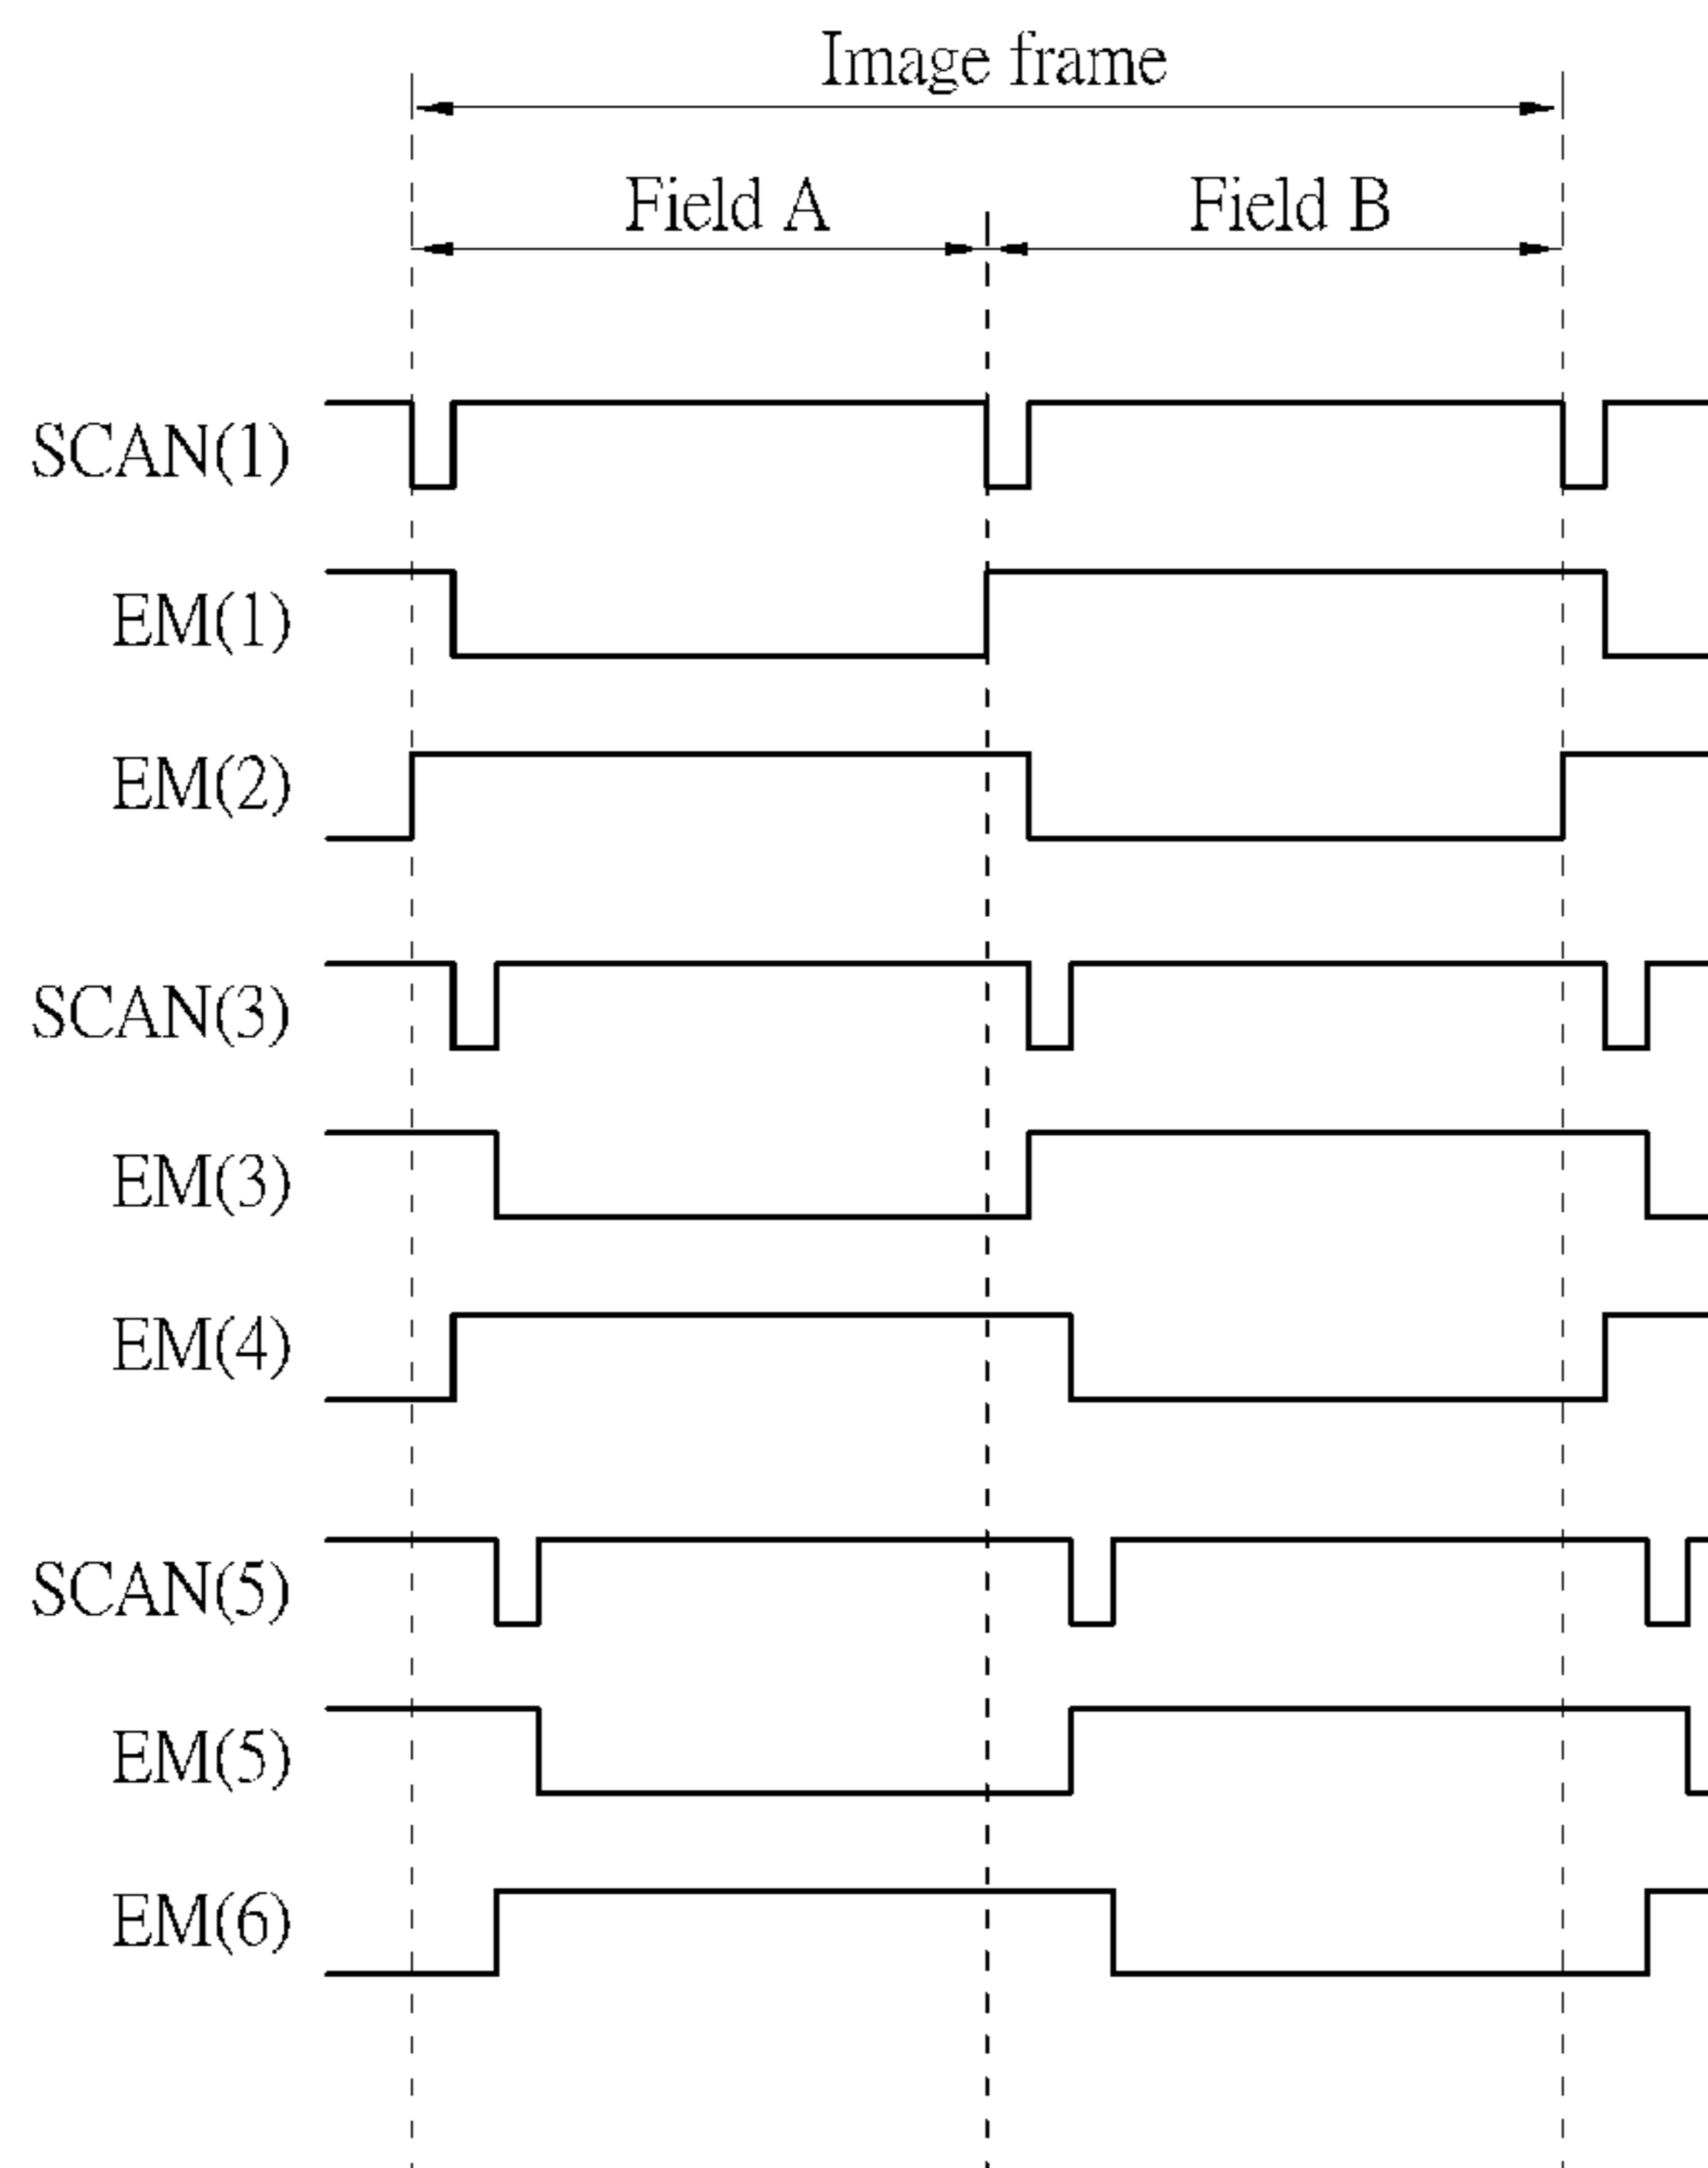 Image frame
Field A Field B
SCAN(1)
EM(1)
EM(2)
SCAN(3)
EM(3)
EM(4)
SCAN(5)
EM(5)
EM(6)